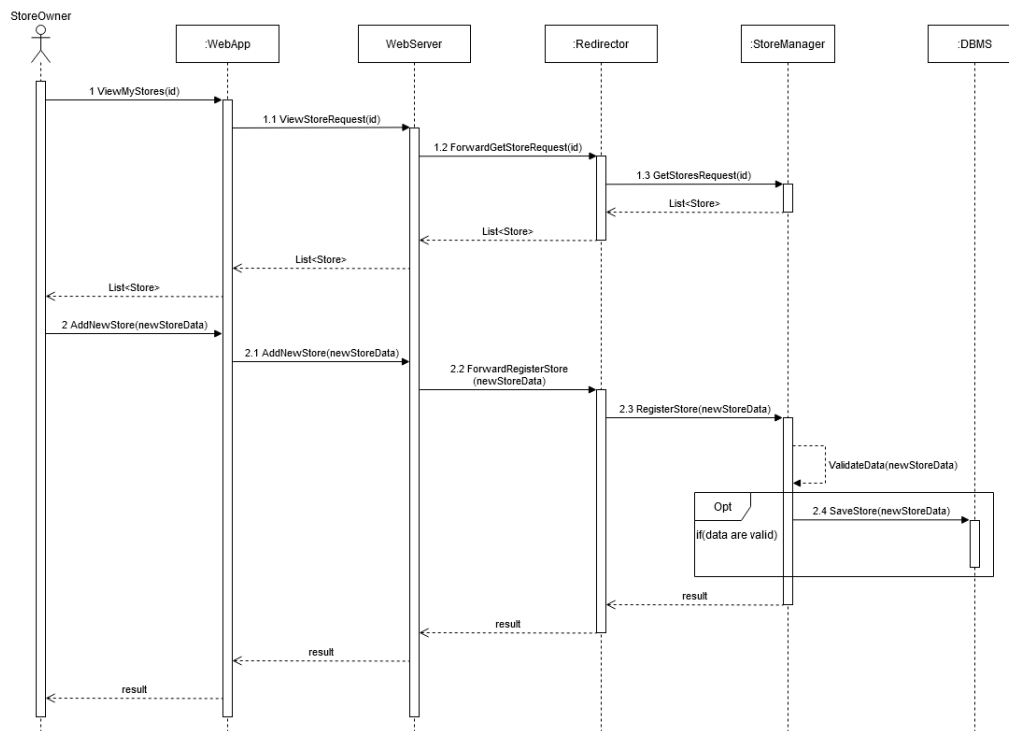 StoreOwner
:WebApp
WebServer
:Redirector
:StoreManager
:DBMS
1 ViewMyStores(id)
1.1 ViewStoreRequest(id)
1.2 ForwardGetStoreRequest(id)
1.3 GetStoresRequest(id)
List<Store>
List<Store>
List<Store>
List<Store>
2 AddNewStore(newStoreData)
2.1 AddNewStore(newStoreData)
2.2 ForwardRegisterStore
(newStoreData)
2.3 RegisterStore(newStoreData)
ValidateData(newStoreData)
Opt
2.4 SaveStore(newStoreData)
if(data are valid)
result
result
result
result